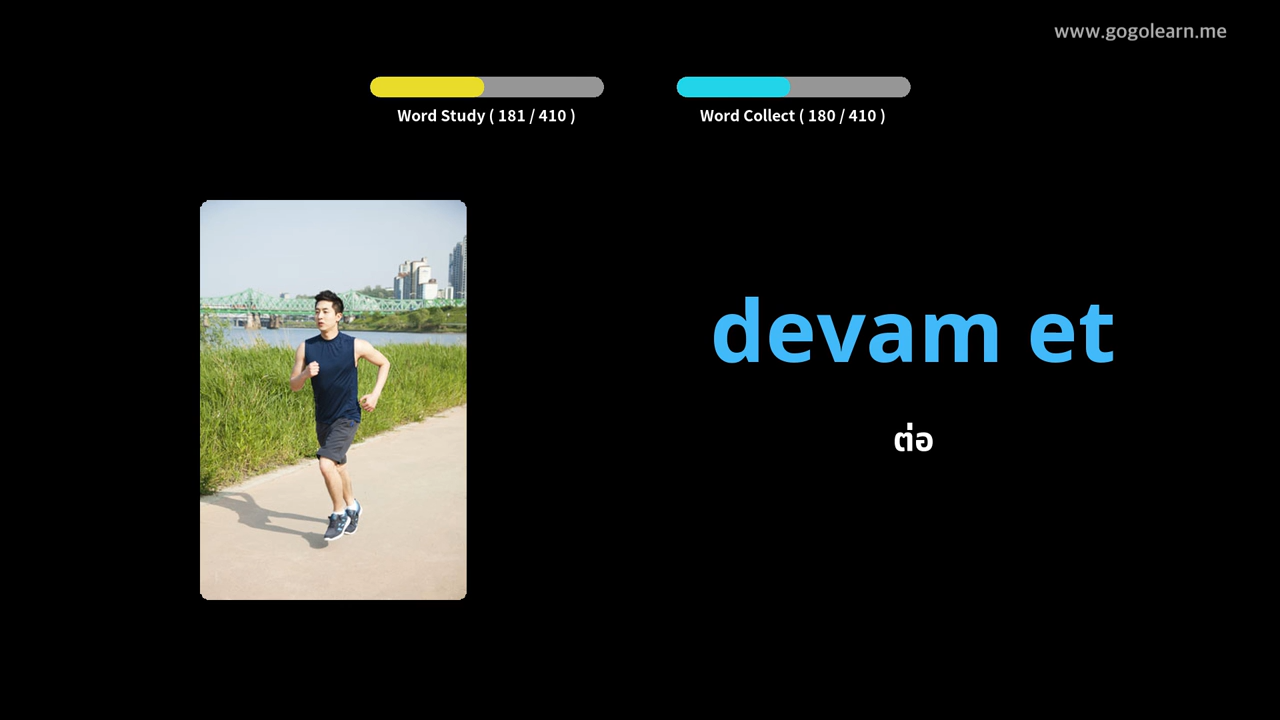 www.gogolearn.me
Word Study ( 181 / 410 )
Word Collect ( 180 / 410 )
devam et
ต่อ